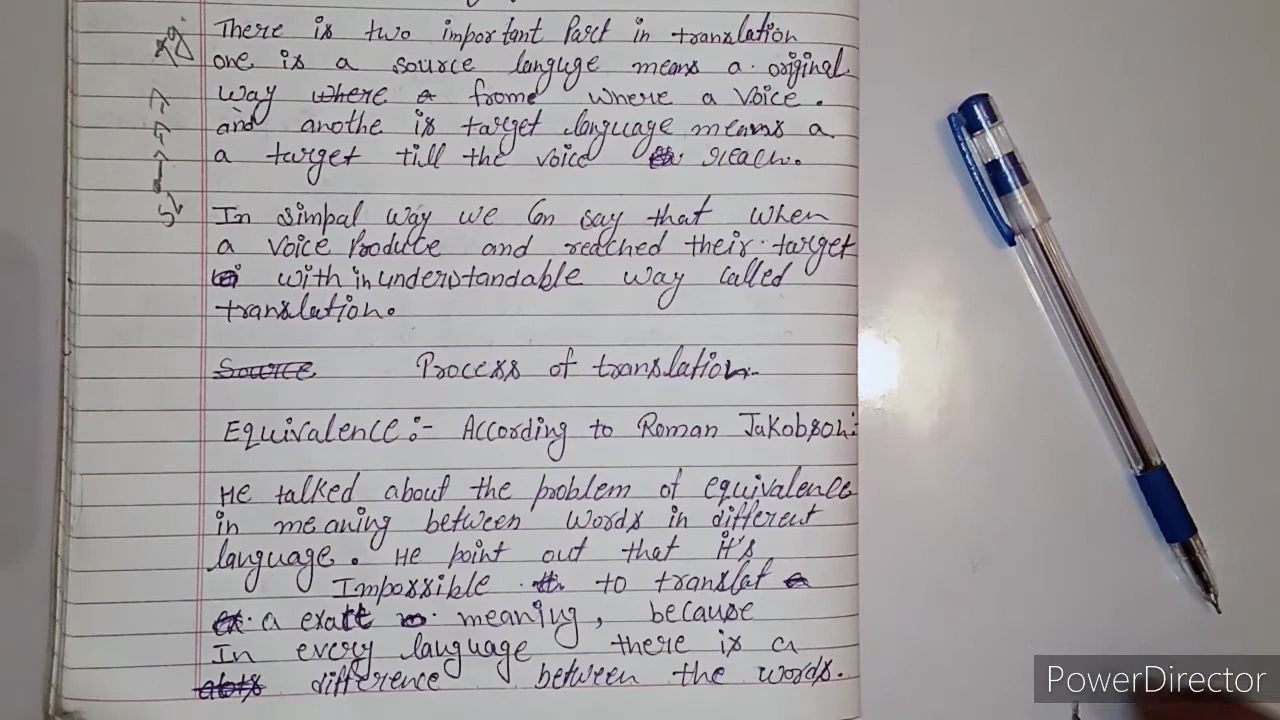 There is two important Part in translation
one is a source languge means a original
way where a frome where a voice.
and anothe is target language means a
a target till the voice reach.
In simpal way we Can say that when
a voice Produce and reached their target
with in understandable way called
translation.
Source Process of translation
Equivalence:- According to Roman Jakobson:
He talked about the problem of equivalence
in meaning between words in different
language. He point out that it's
Impossible to translat
a exact meaning, because
In every language there is a
difference between the words.
PowerDirector